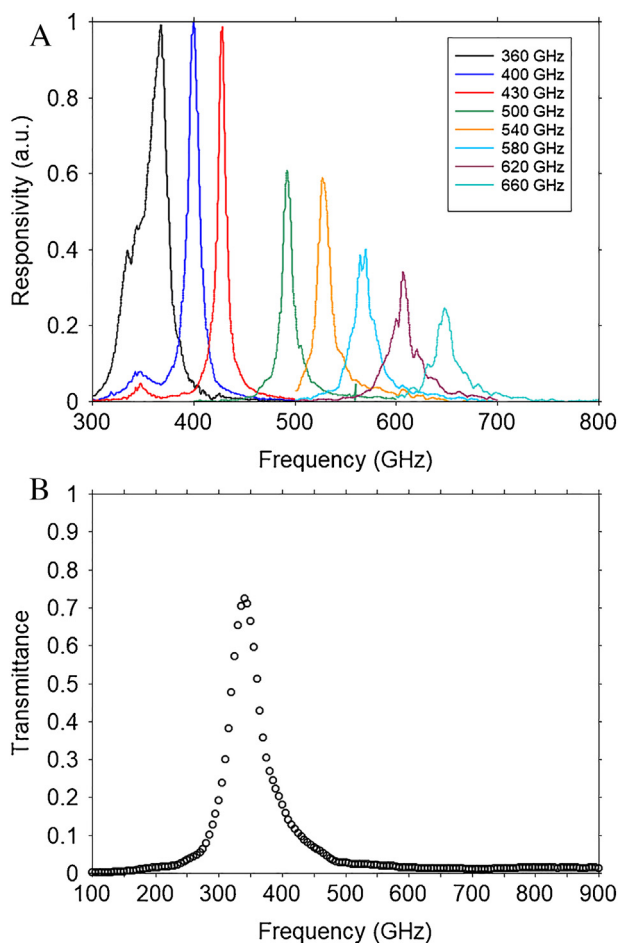 A
Responsivity (a.u.)
1
0.8
0.6
0.4
0.2
0
360 GHz
400 GHz
430 GHz
500 GHz
540 GHz
580 GHz
620 GHz
660 GHz
300 400 500 600 700 800
Frequency (GHz)
B
Transmittance
1
0.9
0.8
0.7
0.6
0.5
0.4
0.3
0.2
0.1
0
100 200 300 400 500 600 700 800 900
Frequency (GHz)